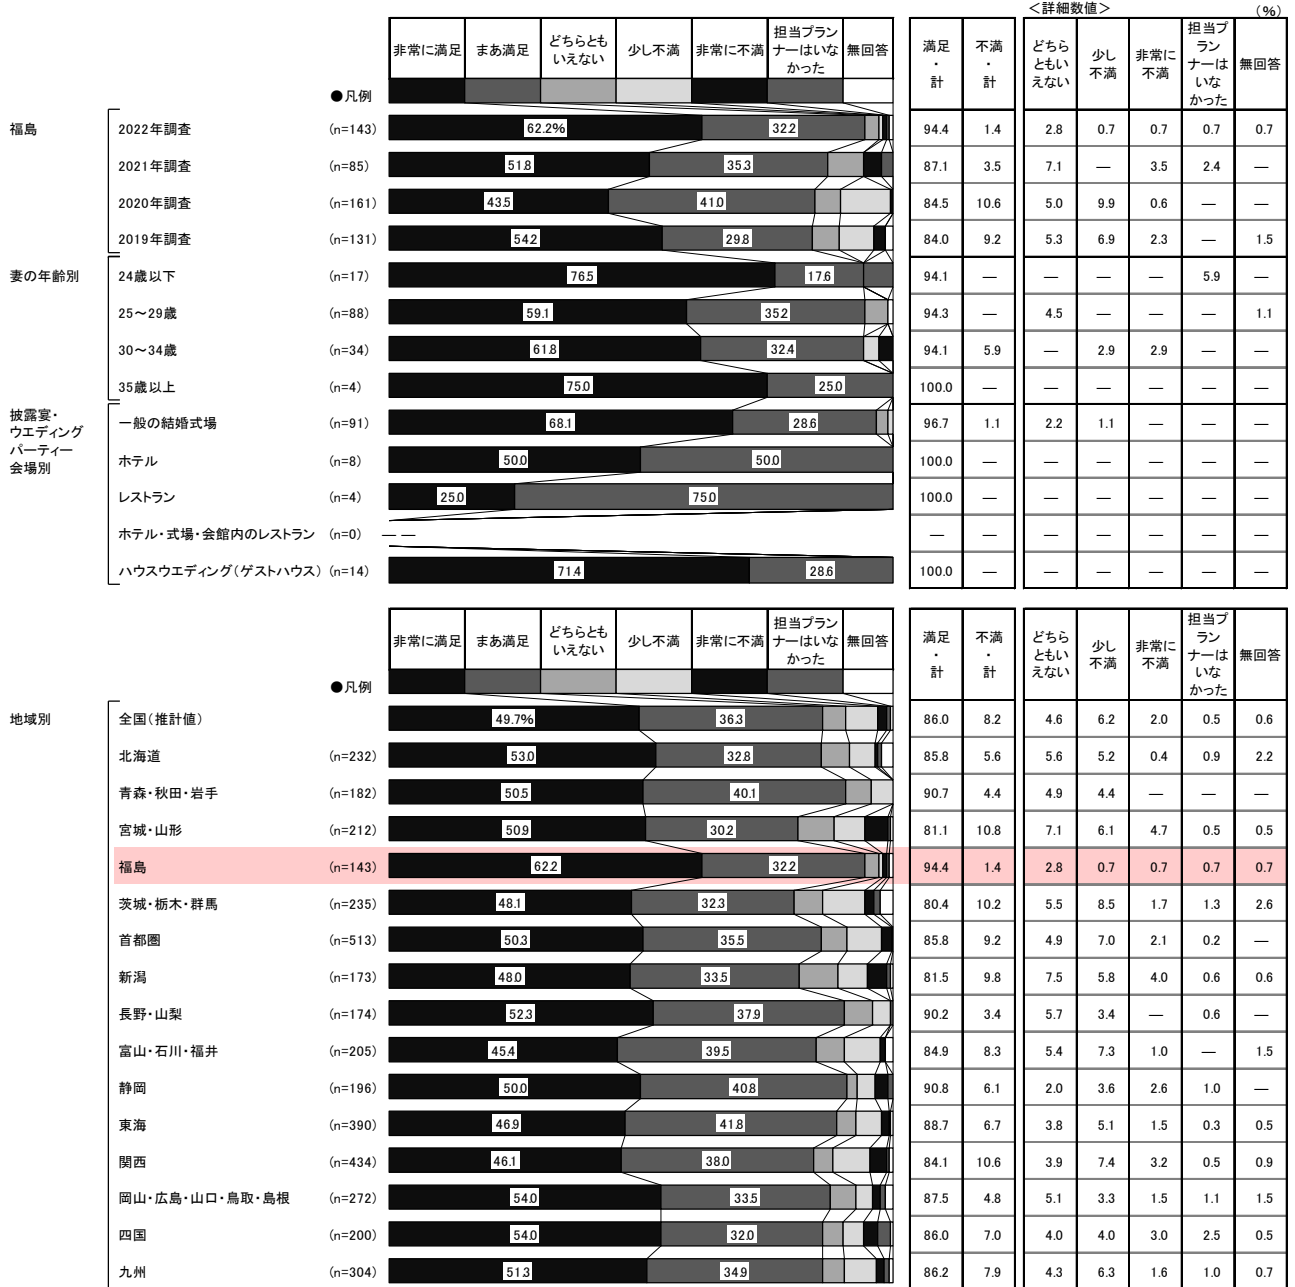 ＜詳細数値＞
(%)
非常に満足 まあ満足 どちらともいえない 少し不満 非常に不満 担当プランナーはいなかった 無回答 満足・計 不満・計 どちらともいえない 少し不満 非常に不満 担当プランナーはいなかった 無回答
●凡例
福島 2022年調査 (n=143) 62.2% 32.2 94.4 1.4 2.8 0.7 0.7 0.7 0.7
2021年調査 (n=85) 51.8 35.3 87.1 3.5 7.1 — 3.5 2.4 —
2020年調査 (n=161) 43.5 41.0 84.5 10.6 5.0 9.9 0.6 — —
2019年調査 (n=131) 54.2 29.8 84.0 9.2 5.3 6.9 2.3 — 1.5
妻の年齢別 24歳以下 (n=17) 76.5 17.6 94.1 — — — — 5.9 —
25～29歳 (n=88) 59.1 35.2 94.3 — 4.5 — — — 1.1
30～34歳 (n=34) 61.8 32.4 94.1 5.9 — 2.9 2.9 — —
35歳以上 (n=4) 75.0 25.0 100.0 — — — — — —
披露宴・ウエディングパーティー会場別 一般の結婚式場 (n=91) 68.1 28.6 96.7 1.1 2.2 1.1 — — —
ホテル (n=8) 50.0 50.0 100.0 — — — — — —
レストラン (n=4) 25.0 75.0 100.0 — — — — — —
ホテル・式場・会館内のレストラン (n=0) — — — — — — — — —
ハウスウエディング(ゲストハウス) (n=14) 71.4 28.6 100.0 — — — — — —
非常に満足 まあ満足 どちらともいえない 少し不満 非常に不満 担当プランナーはいなかった 無回答 満足・計 不満・計 どちらともいえない 少し不満 非常に不満 担当プランナーはいなかった 無回答
●凡例
地域別 全国(推計値) 49.7% 36.3 86.0 8.2 4.6 6.2 2.0 0.5 0.6
北海道 (n=232) 53.0 32.8 85.8 5.6 5.6 5.2 0.4 0.9 2.2
青森・秋田・岩手 (n=182) 50.5 40.1 90.7 4.4 4.9 4.4 — — —
宮城・山形 (n=212) 50.9 30.2 81.1 10.8 7.1 6.1 4.7 0.5 0.5
福島 (n=143) 62.2 32.2 94.4 1.4 2.8 0.7 0.7 0.7 0.7
茨城・栃木・群馬 (n=235) 48.1 32.3 80.4 10.2 5.5 8.5 1.7 1.3 2.6
首都圏 (n=513) 50.3 35.5 85.8 9.2 4.9 7.0 2.1 0.2 —
新潟 (n=173) 48.0 33.5 81.5 9.8 7.5 5.8 4.0 0.6 0.6
長野・山梨 (n=174) 52.3 37.9 90.2 3.4 5.7 3.4 — 0.6 —
富山・石川・福井 (n=205) 45.4 39.5 84.9 8.3 5.4 7.3 1.0 — 1.5
静岡 (n=196) 50.0 40.8 90.8 6.1 2.0 3.6 2.6 1.0 —
東海 (n=390) 46.9 41.8 88.7 6.7 3.8 5.1 1.5 0.3 0.5
関西 (n=434) 46.1 38.0 84.1 10.6 3.9 7.4 3.2 0.5 0.9
岡山・広島・山口・鳥取・島根 (n=272) 54.0 33.5 87.5 4.8 5.1 3.3 1.5 1.1 1.5
四国 (n=200) 54.0 32.0 86.0 7.0 4.0 4.0 3.0 2.5 0.5
九州 (n=304) 51.3 34.9 86.2 7.9 4.3 6.3 1.6 1.0 0.7